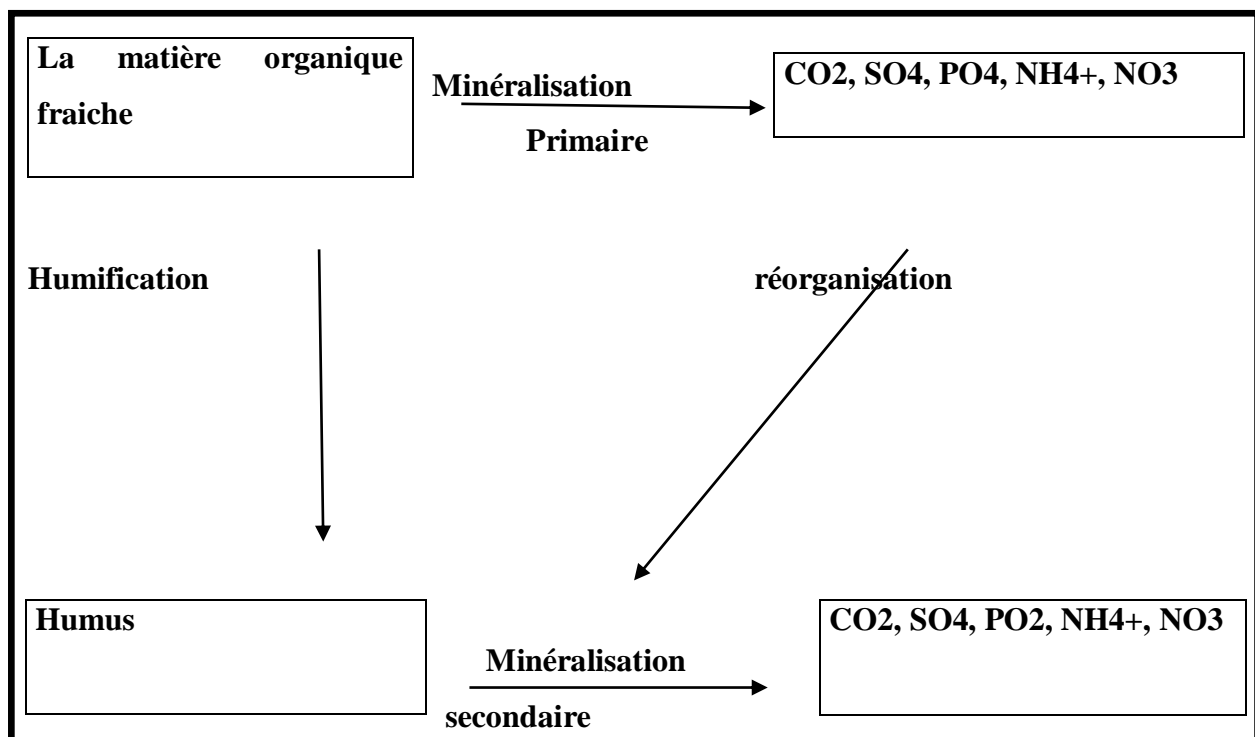 La matière organique
fraiche
Minéralisation
Primaire
CO2, SO4, PO4, NH4+, NO3
Humification
réorganisation
Humus
Minéralisation
secondaire
CO2, SO4, PO2, NH4+, NO3